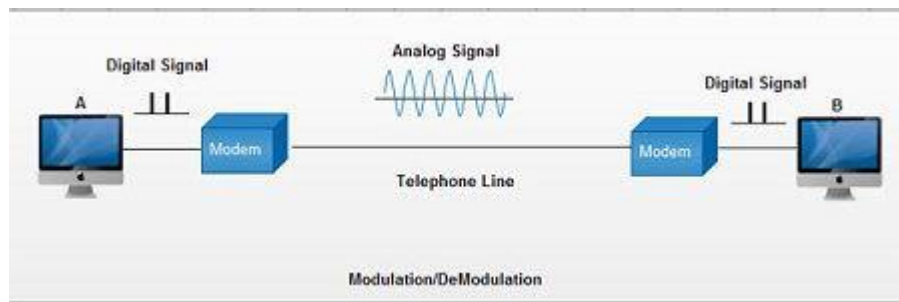 Analog Signal
Digital Signal
Digital Signal
A
B
Modem
Modem
Telephone Line
Modulation/DeModulation